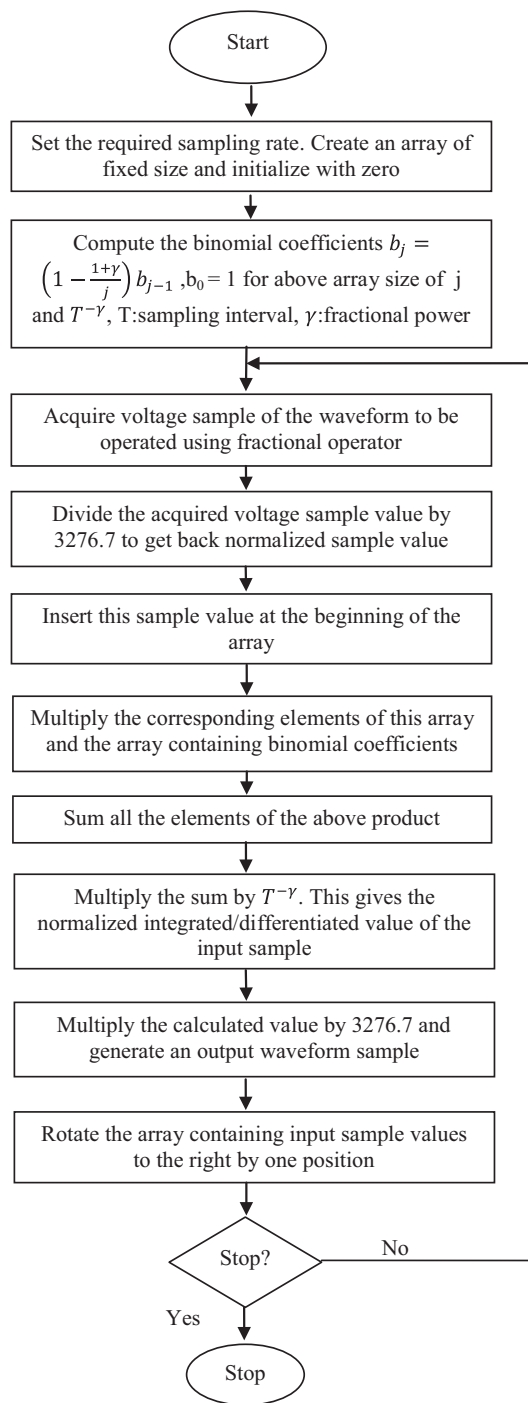 Start
Set the required sampling rate. Create an array of
fixed size and initialize with zero
Compute the binomial coefficients 𝑏𝑗 =
(1 − (1+𝛾)/𝑗) 𝑏𝑗−1 ,b₀ = 1 for above array size of j
and 𝑇^−𝛾, T:sampling interval, 𝛾:fractional power
Acquire voltage sample of the waveform to be
operated using fractional operator
Divide the acquired voltage sample value by
3276.7 to get back normalized sample value
Insert this sample value at the beginning of the
array
Multiply the corresponding elements of this array
and the array containing binomial coefficients
Sum all the elements of the above product
Multiply the sum by 𝑇^−𝛾. This gives the
normalized integrated/differentiated value of the
input sample
Multiply the calculated value by 3276.7 and
generate an output waveform sample
Rotate the array containing input sample values
to the right by one position
Stop?
No
Yes
Stop